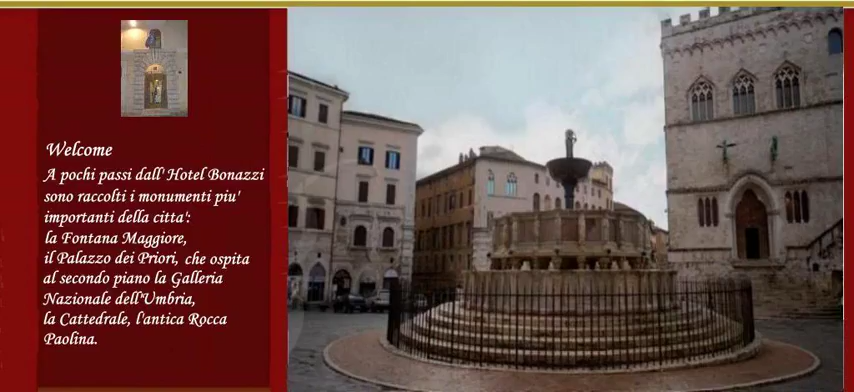 Welcome
A pochi passi dall' Hotel Bonazzi
sono raccolti i monumenti piu'
importanti della citta':
la Fontana Maggiore,
il Palazzo dei Priori, che ospita
al secondo piano la Galleria
Nazionale dell'Umbria,
la Cattedrale, l'antica Rocca
Paolina.